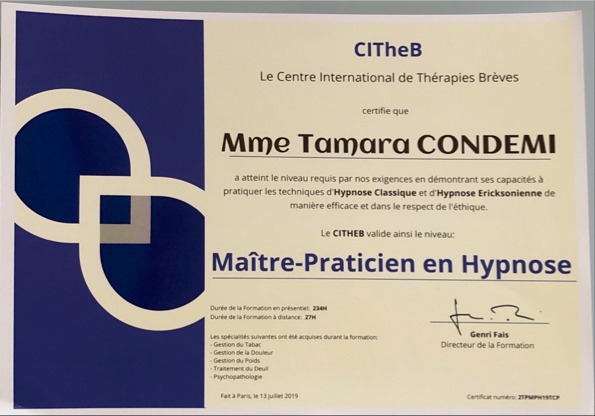 CITheB
Le Centre International de Thérapies Brèves
certifie que
Mme Tamara CONDEMI
a atteint le niveau requis par nos exigences en démontrant ses capacités à
pratiquer les techniques d'Hypnose Classique et d'Hypnose Ericksonienne de
manière efficace et dans le respect de l'éthique.
Le CITHEB valide ainsi le niveau:
Maître-Praticien en Hypnose
Durée de la Formation en présentiel: 234H
Durée de la Formation à distance: 27H
Les spécialités suivantes ont été acquises durant la formation:
- Gestion du Tabac
- Gestion de la Douleur
- Gestion du Poids
- Traitement du Deuil
- Psychopathologie
Genri Fais
Directeur de la Formation
Fait à Paris, le 13 juillet 2019
Certificat numéro: 2TPMPH19TCP